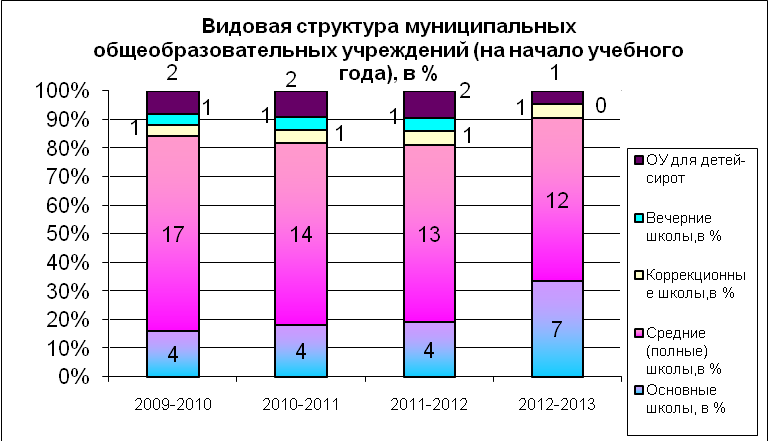 Видовая структура муниципальных
общеобразовательных учреждений (на начало учебного
года), в %
2 2 2 1
100%
90%
80%
70%
60%
50%
40%
30%
20%
10%
0%
1 1 1 0
1 1 1 1
17 14 13 12
4 4 4 7
2009-2010 2010-2011 2011-2012 2012-2013
ОУ для детей-
сирот
Вечерние
школы,в %
Коррекционны
е школы,в %
Средние
(полные)
школы,в %
Основные
школы, в %